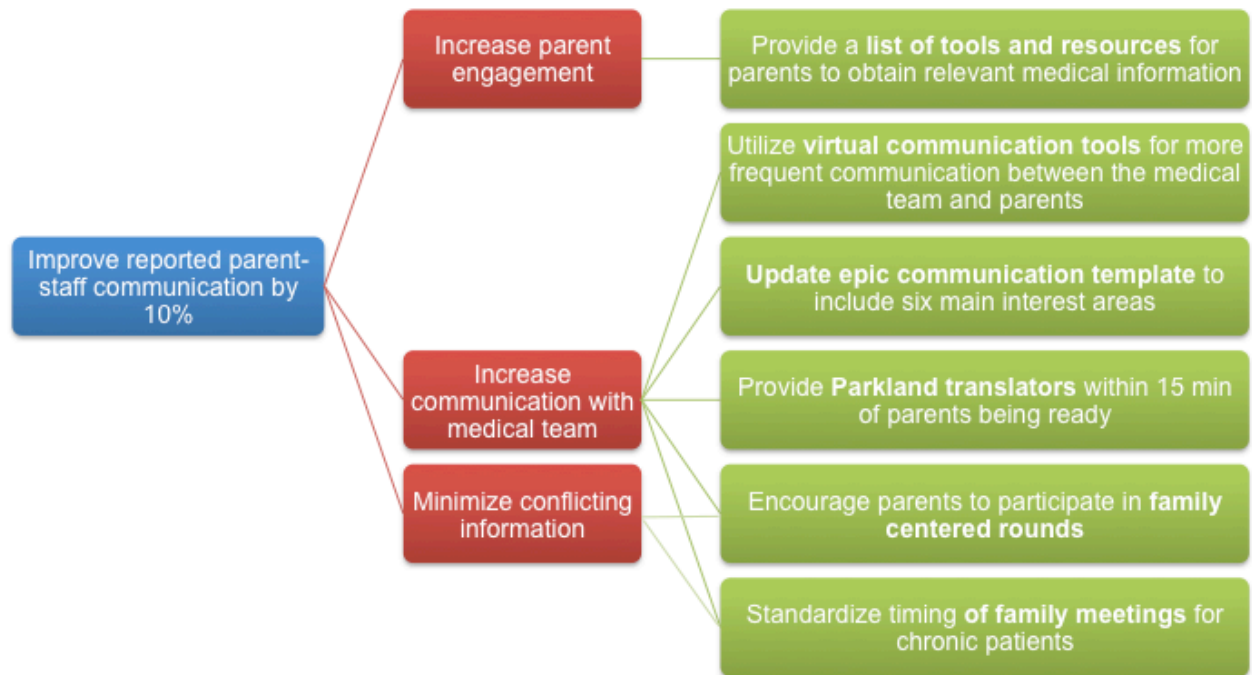 Increase parent
engagement
Provide a list of tools and resources for
parents to obtain relevant medical information
Utilize virtual communication tools for more
frequent communication between the medical
team and parents
Improve reported parent-
staff communication by
10%
Update epic communication template to
include six main interest areas
Increase
communication with
medical team
Provide Parkland translators within 15 min
of parents being ready
Minimize conflicting
information
Encourage parents to participate in family
centered rounds
Standardize timing of family meetings for
chronic patients